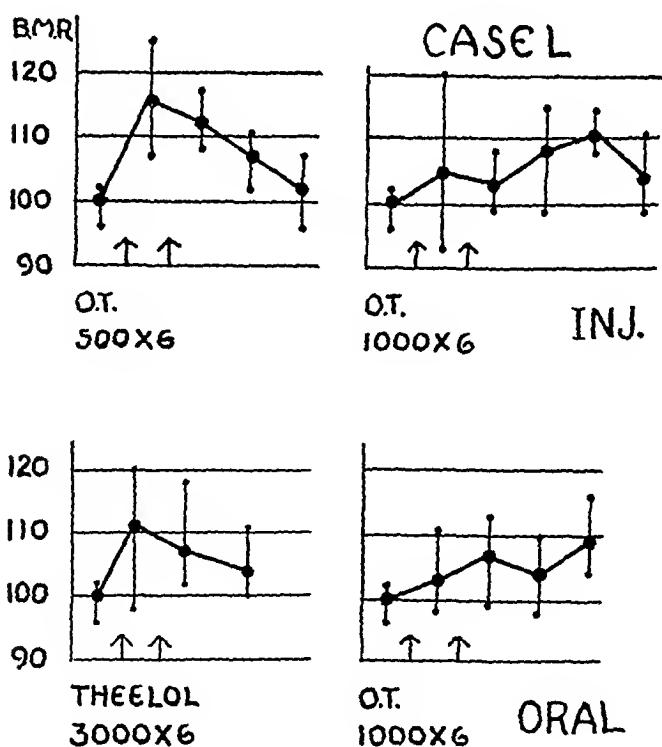 B.M.R
CASE L
120
110
100
90
O.T.
500X6
O.T.
1000X6
INJ.
120
110
100
90
THEELOL
3000X6
O.T.
1000X6
ORAL